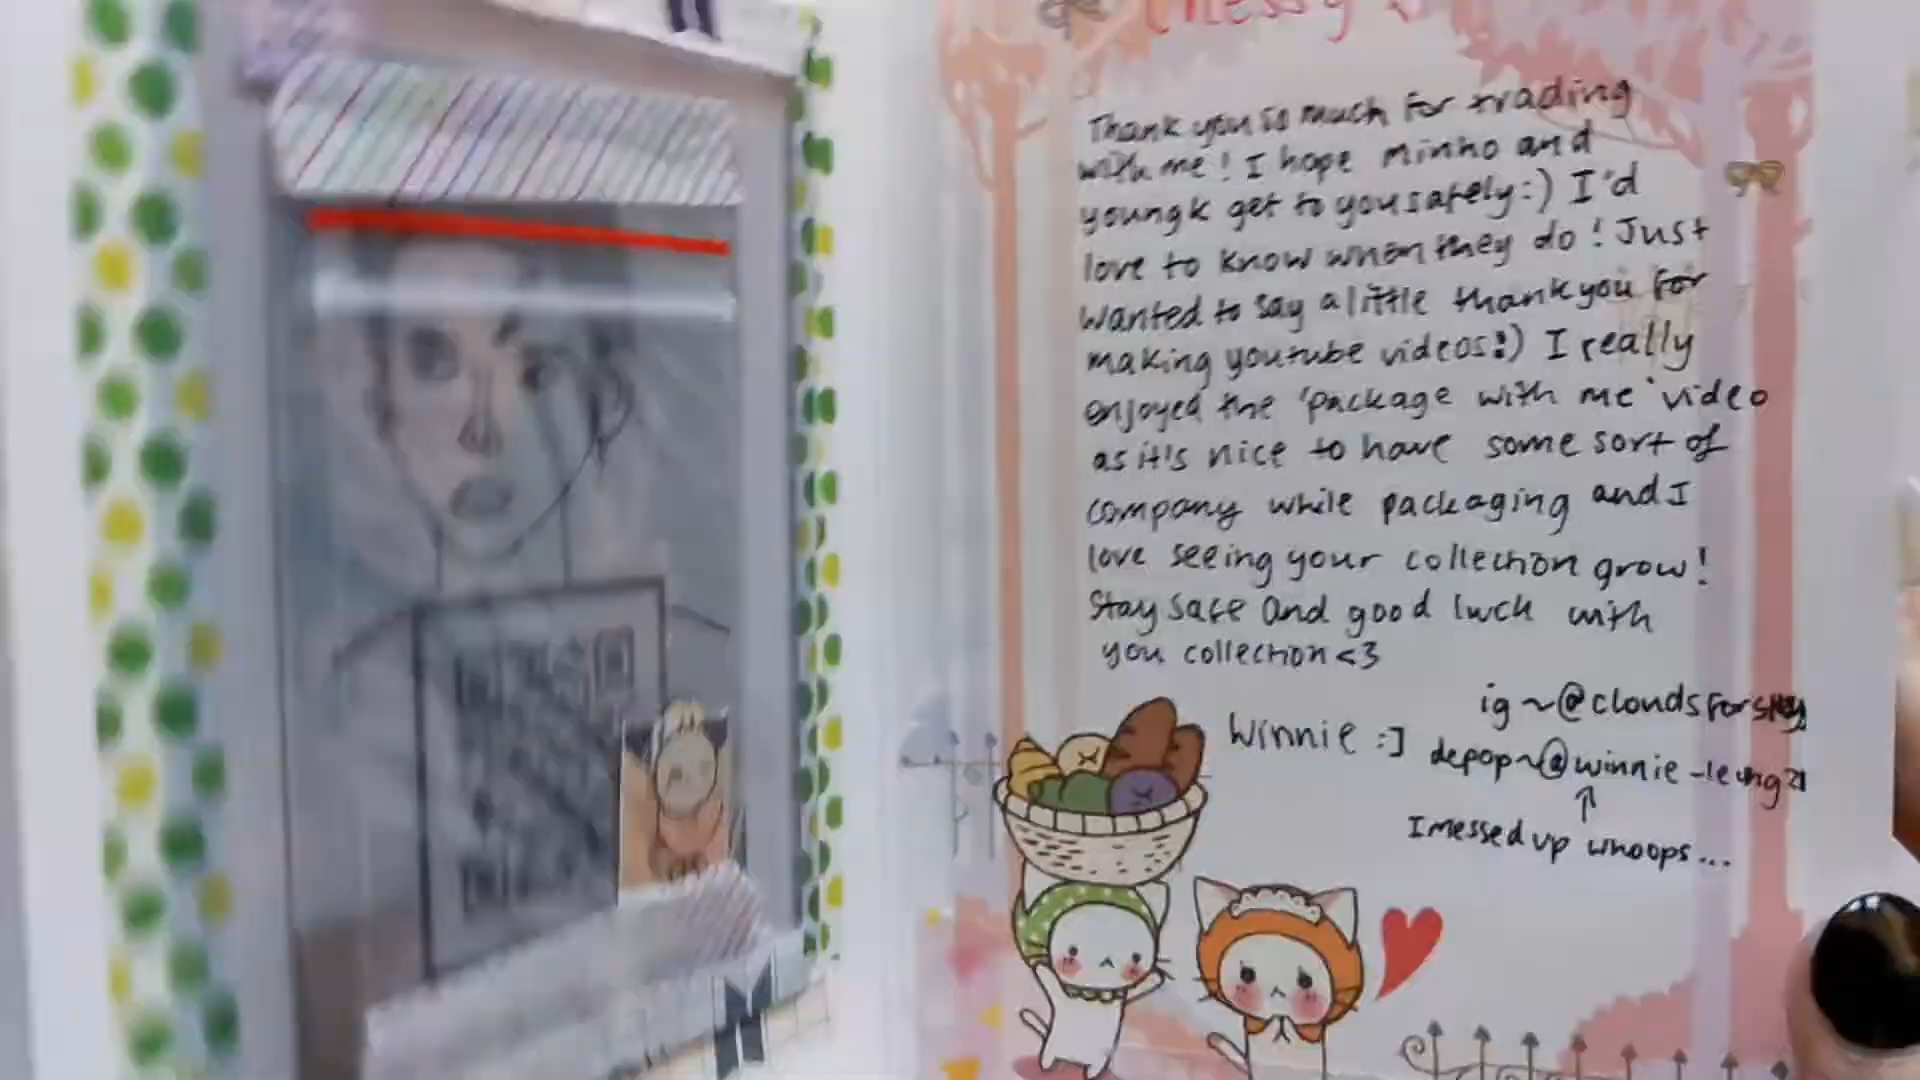 messy
Thank you so much for trading
with me! I hope minho and
youngk get to you safely:) I'd
love to know when they do! Just
wanted to say a little thank you for
making youtube videos!:) I really
enjoyed the 'package with me' video
as it's nice to have some sort of
company while packaging and I
love seeing your collection grow!
Stay safe and good luck with
you collection <3
Winnie :]
ig ~@cloudsforskz
depop~@winnie-leung21
↑
I messed up whoops...